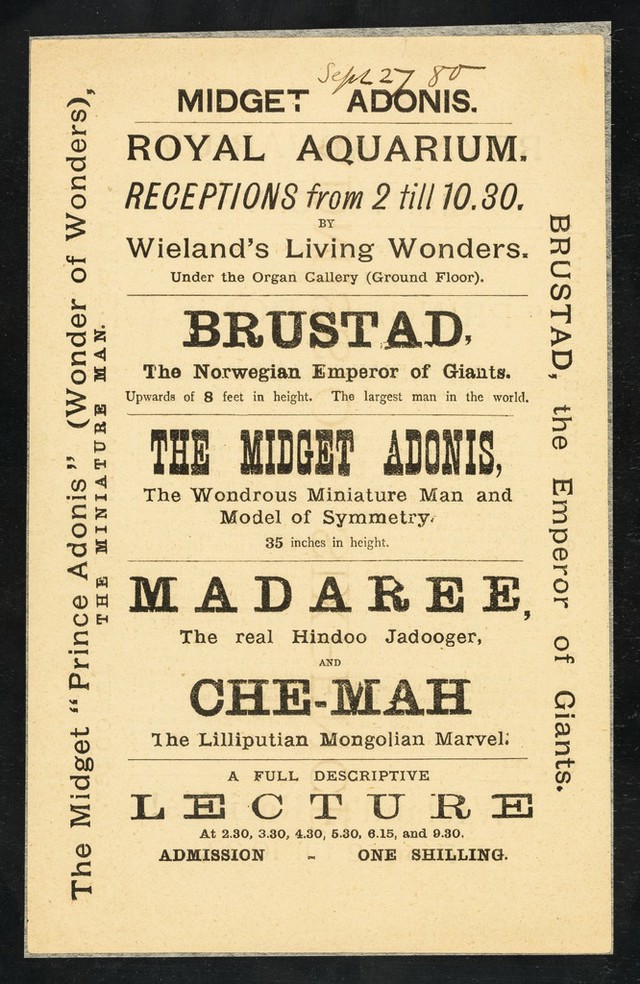 Sept 27 80
MIDGET ADONIS.
ROYAL AQUARIUM.
RECEPTIONS from 2 till 10.30.
BY
Wieland's Living Wonders.
Under the Organ Gallery (Ground Floor).
BRUSTAD,
The Norwegian Emperor of Giants.
Upwards of 8 feet in height. The largest man in the world.
THE MIDGET ADONIS,
The Wondrous Miniature Man and
Model of Symmetry.
35 inches in height.
MADAREE,
The real Hindoo Jadooger,
AND
CHE-MAH
The Lilliputian Mongolian Marvel.
A FULL DESCRIPTIVE
LECTURE
At 2.30, 3.30, 4.30, 5.30, 6.15, and 9.30.
ADMISSION - ONE SHILLING.
The Midget "Prince Adonis" (Wonder of Wonders),
THE MINIATURE MAN.
BRUSTAD, the Emperor of Giants.